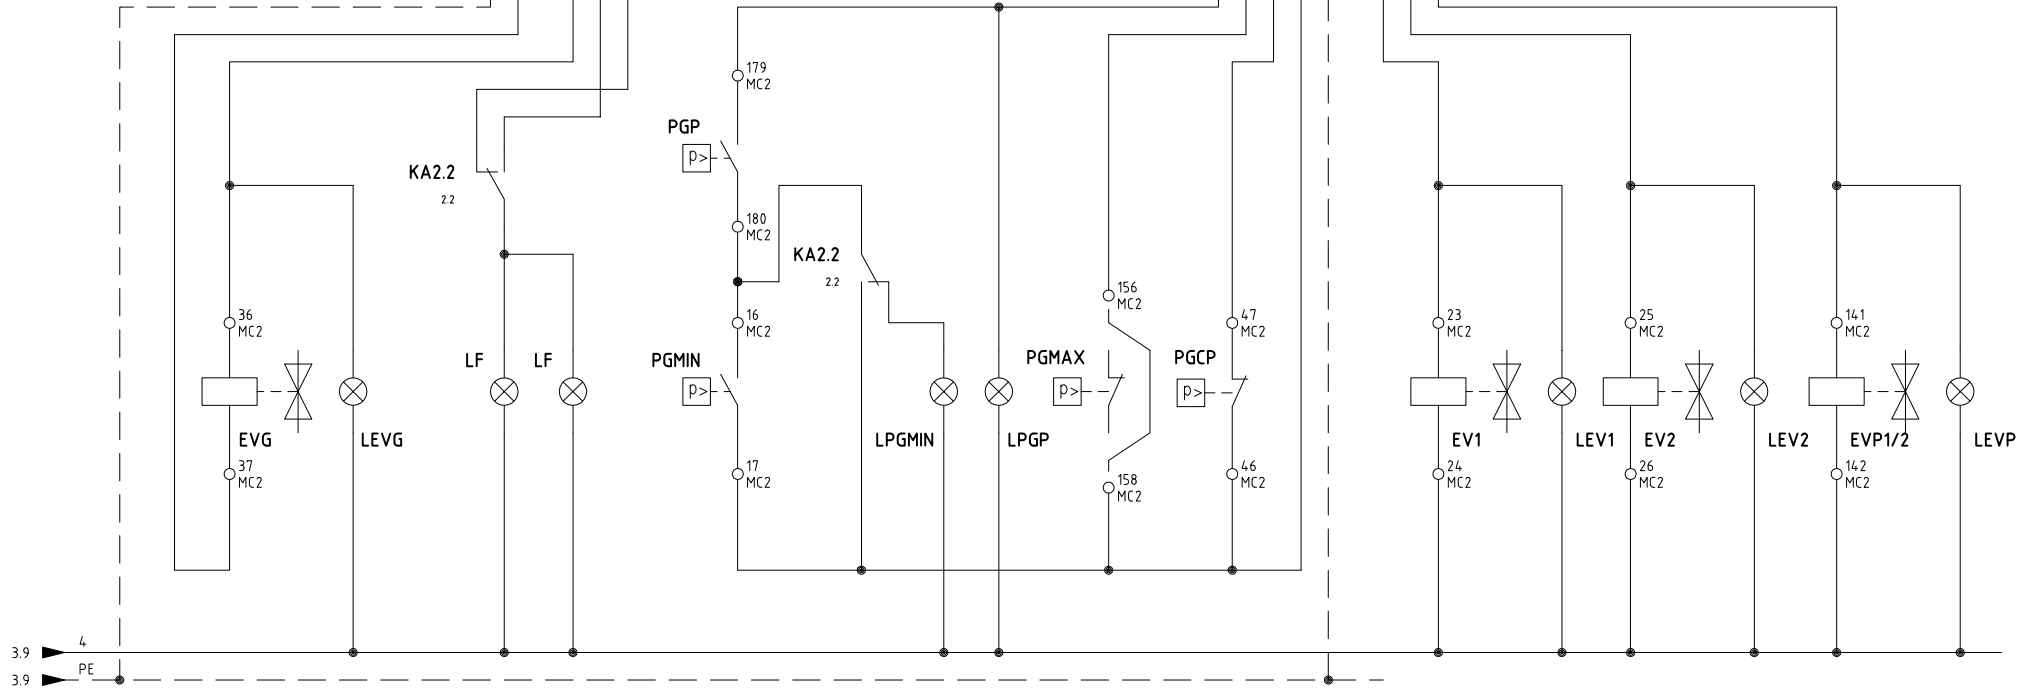 179
MC2
PGP
p>
KA2.2
2.2
180
MC2
KA2.2
2.2
156
MC2
36
MC2
16
MC2
47
MC2
23
MC2
25
MC2
141
MC2
LF
LF
PGMIN
p>
PGMAX
p>
PGCP
p>
EVG
LEVG
LPGMIN
LPGP
EV1
LEV1
EV2
LEV2
EVP1/2
LEVP
37
MC2
17
MC2
158
MC2
46
MC2
24
MC2
26
MC2
142
MC2
3.9
4
3.9
PE